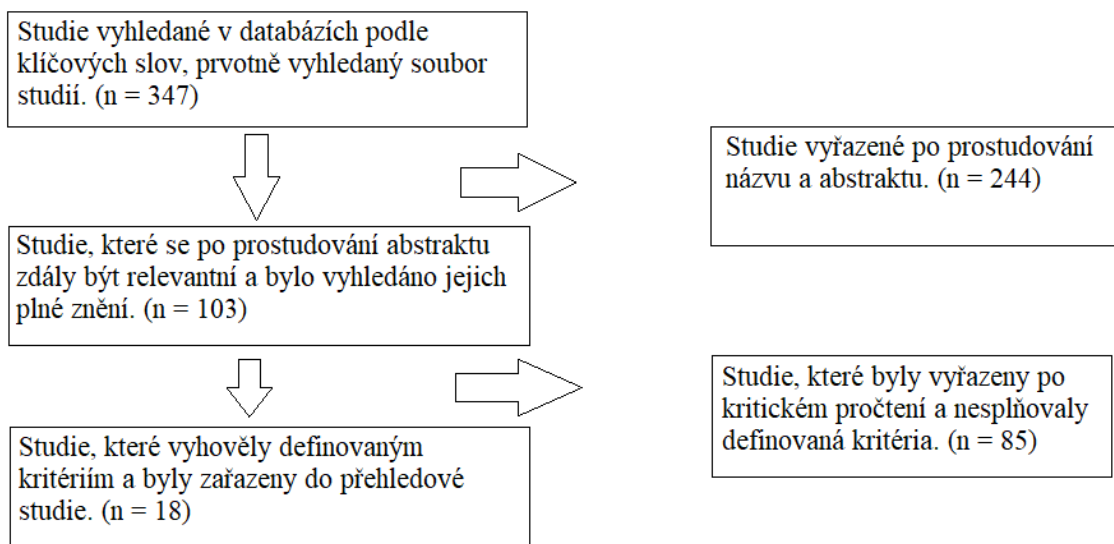 Studie vyhledané v databázích podle
klíčových slov, prvotně vyhledaný soubor
studií. (n = 347)
Studie vyřazené po prostudování
názvu a abstraktu. (n = 244)
Studie, které se po prostudování abstraktu
zdály být relevantní a bylo vyhledáno jejich
plné znění. (n = 103)
Studie, které byly vyřazeny po
kritickém pročtení a nesplňovaly
definovaná kritéria. (n = 85)
Studie, které vyhověly definovaným
kritériím a byly zařazeny do přehledové
studie. (n = 18)